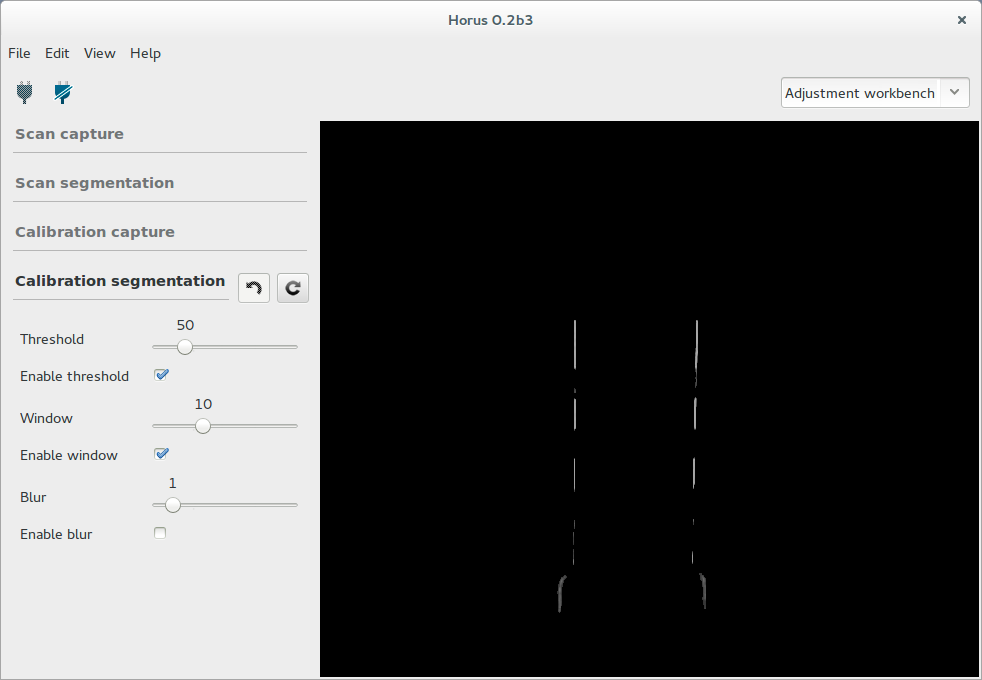 Horus 0.2b3
File Edit View Help
Adjustment workbench
Scan capture
Scan segmentation
Calibration capture
Calibration segmentation
50
Threshold
Enable threshold
10
Window
Enable window
1
Blur
Enable blur